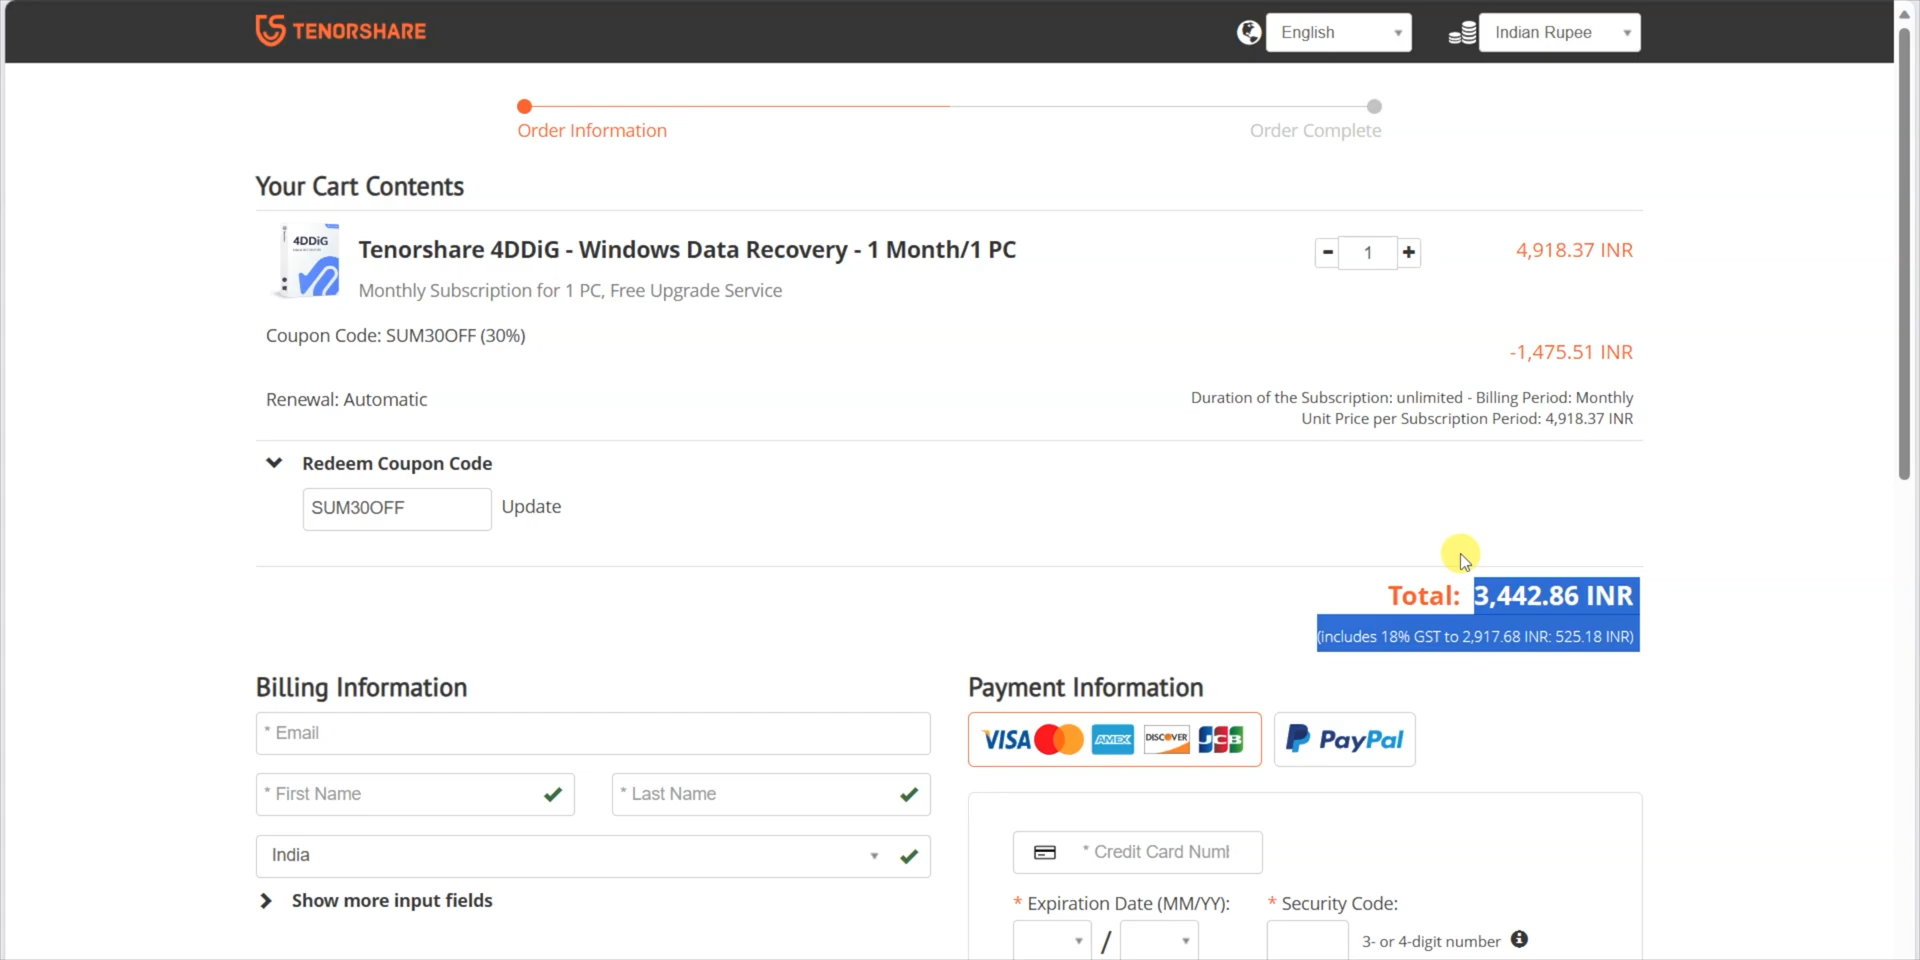 TENORSHARE
English
Indian Rupee
Order Information
Order Complete
Your Cart Contents
4DDiG
Tenorshare 4DDiG - Windows Data Recovery - 1 Month/1 PC
- 1 +
4,918.37 INR
Monthly Subscription for 1 PC, Free Upgrade Service
Coupon Code: SUM30OFF (30%)
-1,475.51 INR
Renewal: Automatic
Duration of the Subscription: unlimited - Billing Period: Monthly
Unit Price per Subscription Period: 4,918.37 INR
Redeem Coupon Code
SUM30OFF
Update
Total: 3,442.86 INR
(includes 18% GST to 2,917.68 INR: 525.18 INR)
Billing Information
* Email
* First Name
* Last Name
India
Show more input fields
Payment Information
VISA
AMEX
DISCOVER
JCB
PayPal
* Credit Card Numl
* Expiration Date (MM/YY):
* Security Code:
/
3- or 4-digit number